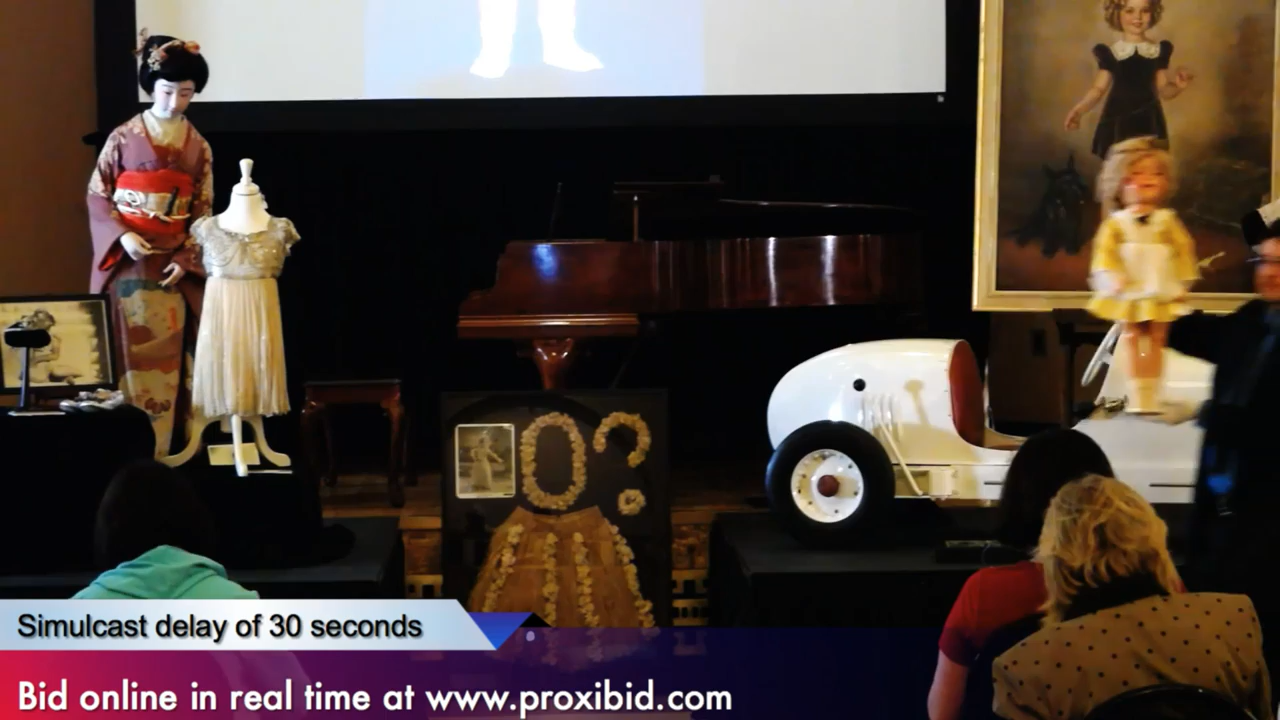 Simulcast delay of 30 seconds
Bid online in real time at www.proxibid.com